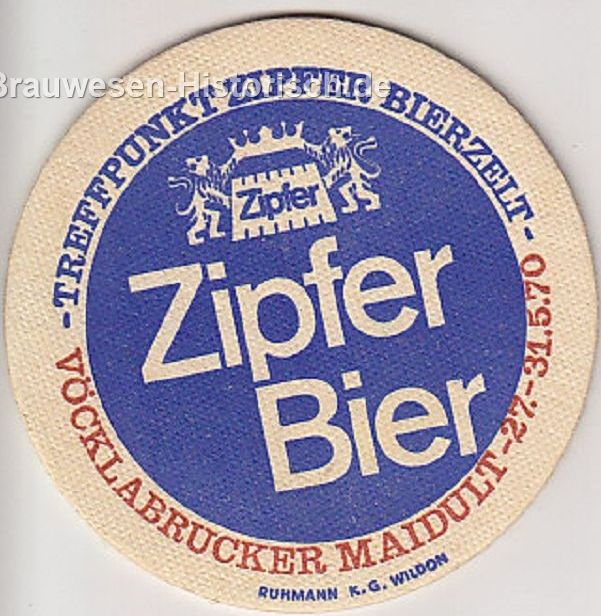 Brauwesen-Historisch.de
-TREFFPUNKT ZIPFER BIERZELT-
Zipfer
Zipfer
Bier
VÖCKLABRUCKER MAIDULT-27.-31.5.70
RUHMANN K.G. WILDON